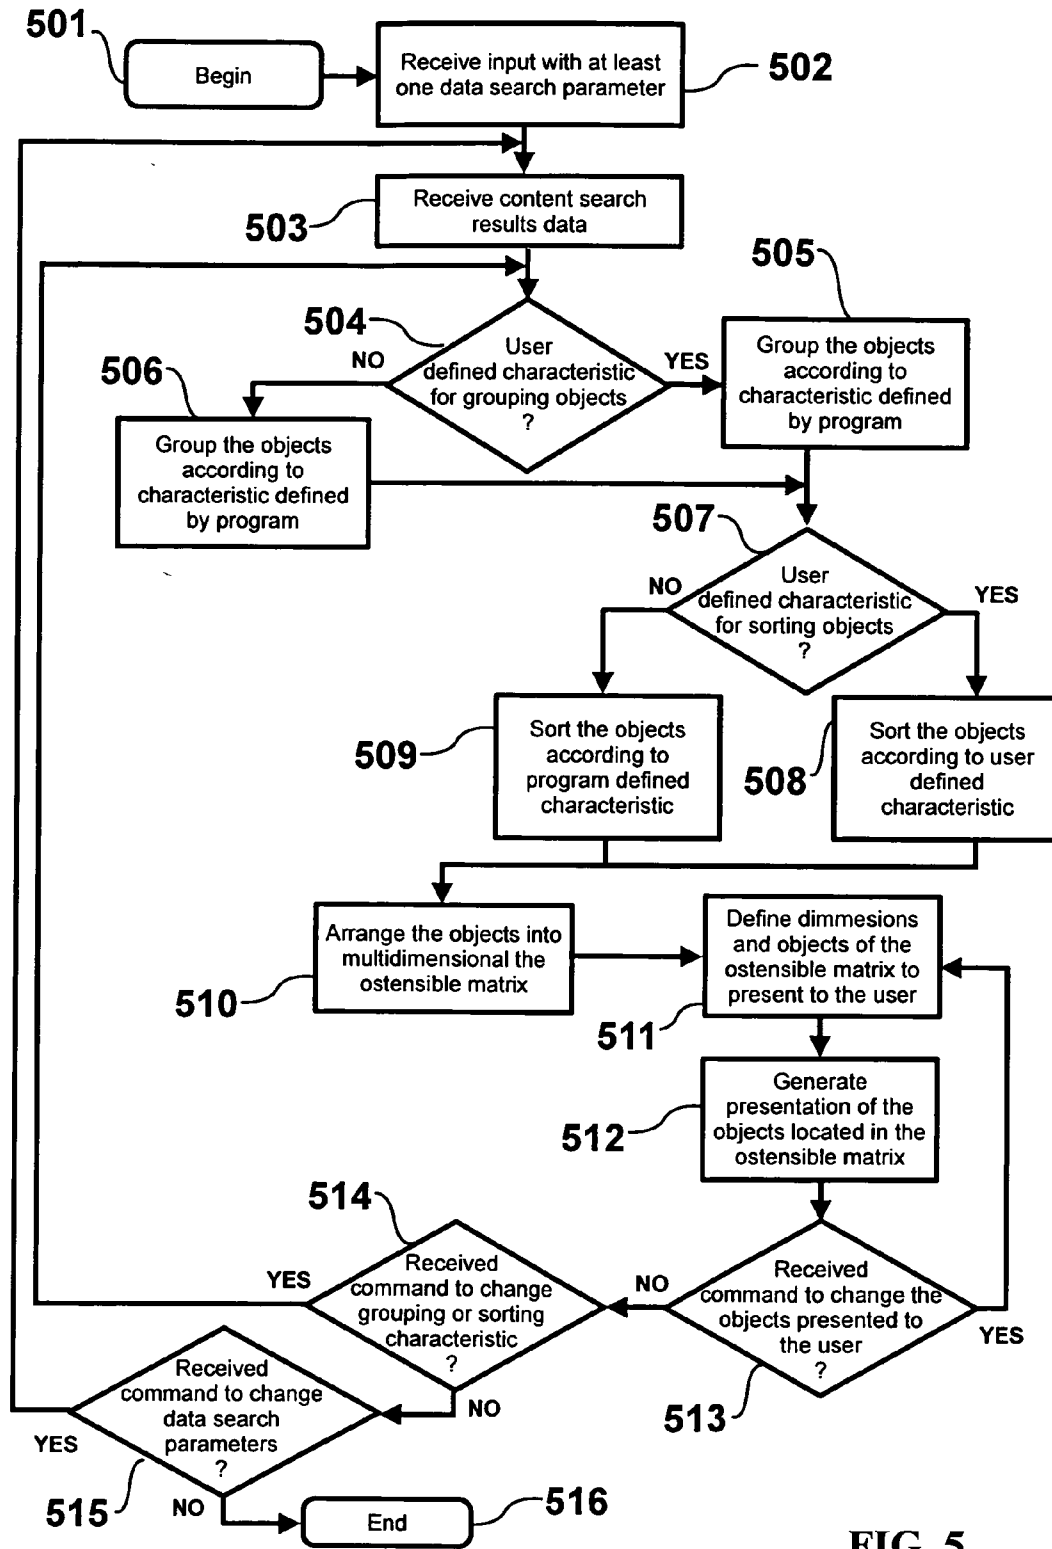 501
Begin
Receive input with at least
one data search parameter
502
Receive content search
results data
503
504
User
defined characteristic
for grouping objects
?
NO
YES
505
Group the objects
according to
characteristic defined
by program
506
Group the objects
according to
characteristic defined
by program
507
User
defined characteristic
for sorting objects
?
NO
YES
509
Sort the objects
according to
program defined
characteristic
508
Sort the objects
according to user
defined
characteristic
Arrange the objects into
multidimensional the
ostensible matrix
510
Define dimmesions
and objects of the
ostensible matrix to
present to the user
511
Generate
presentation of the
objects located in the
ostensible matrix
512
514
Received
command to change
grouping or sorting
characteristic
?
YES
NO
Received
command to change the
objects presented to
the user
?
NO
YES
513
Received
command to change
data search
parameters
?
YES
NO
515
End
516
FIG. 5